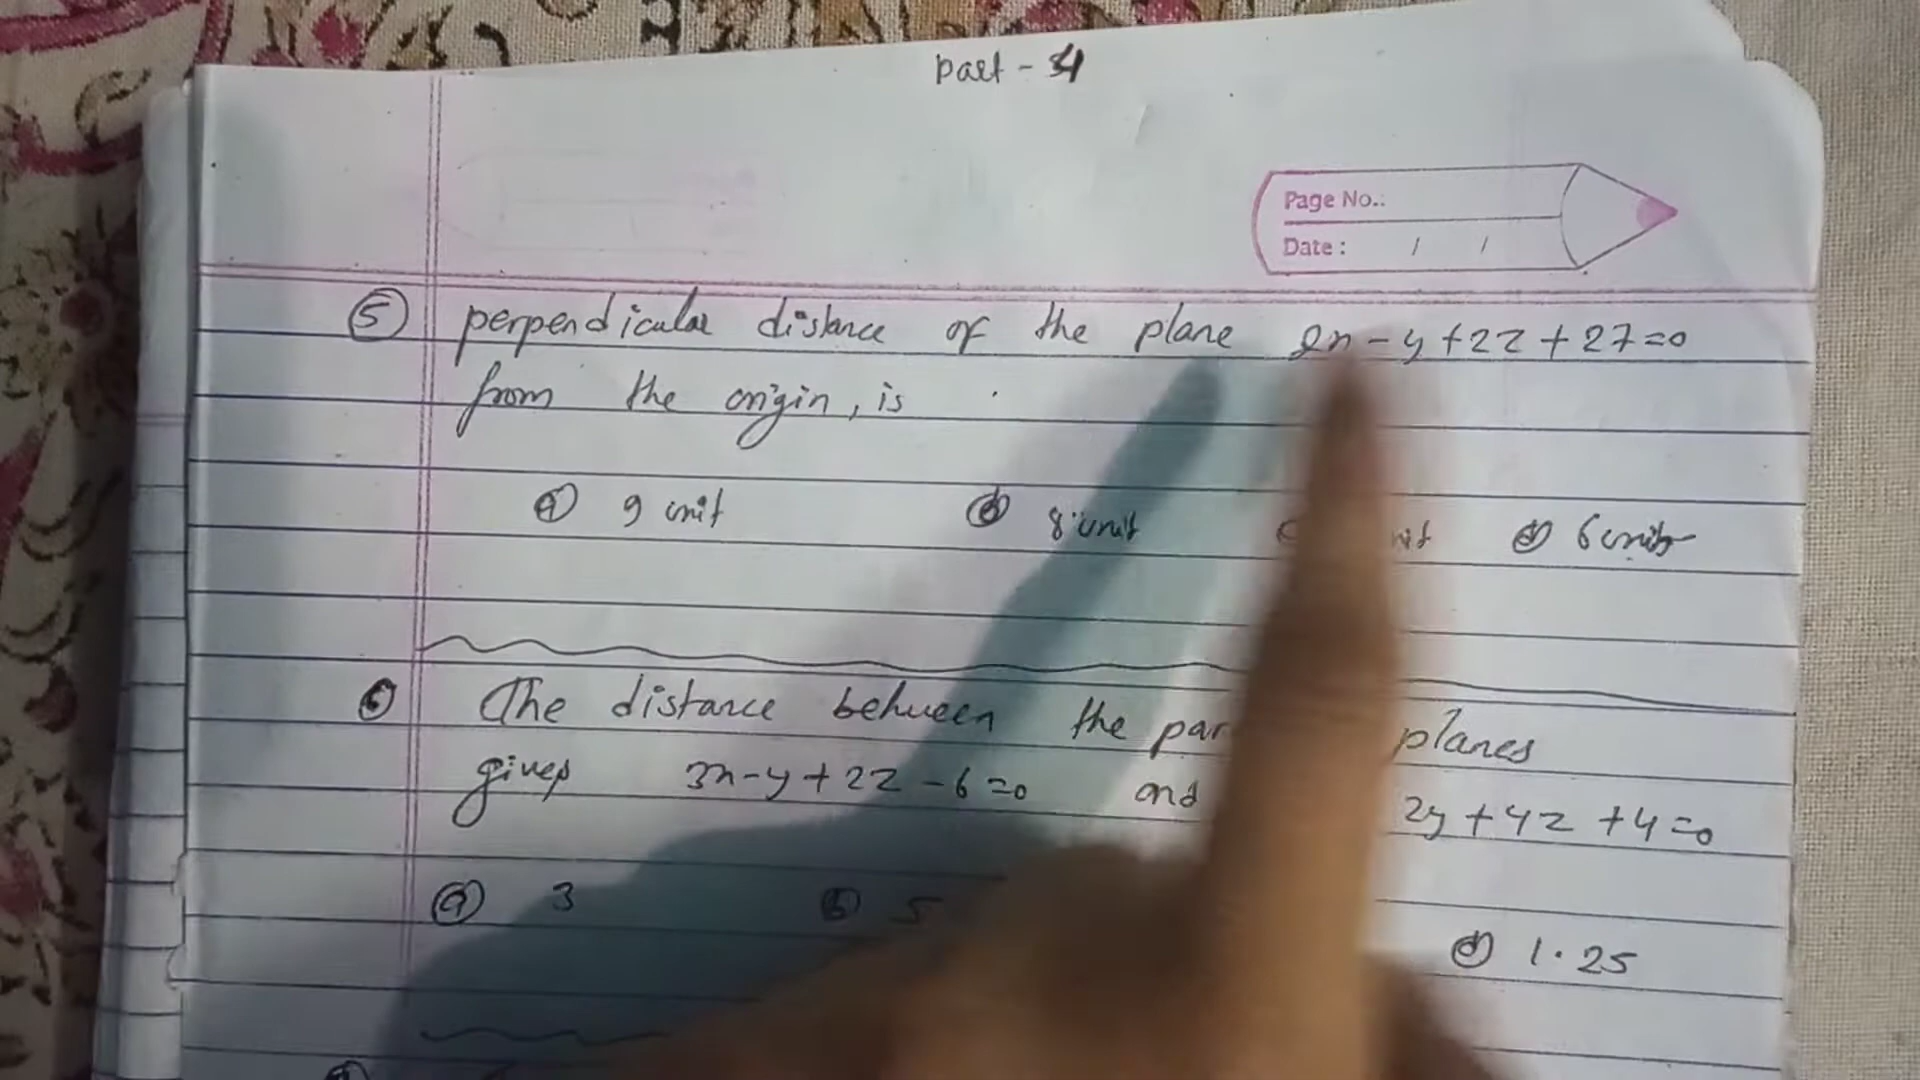 Part - 4
Page No.:
Date : / /
⑤ perpendicular distance of the plane 2x - y + 2z + 27 = 0
from the origin, is
ⓐ 9 unit ⓑ 8 unit ⓓ 6 unit
⑥ The distance between the planes
given 3x - y + 2z - 6 = 0 and 2y + 4z + 4 = 0
ⓐ 3 ⓑ 5 ⓓ 1.25